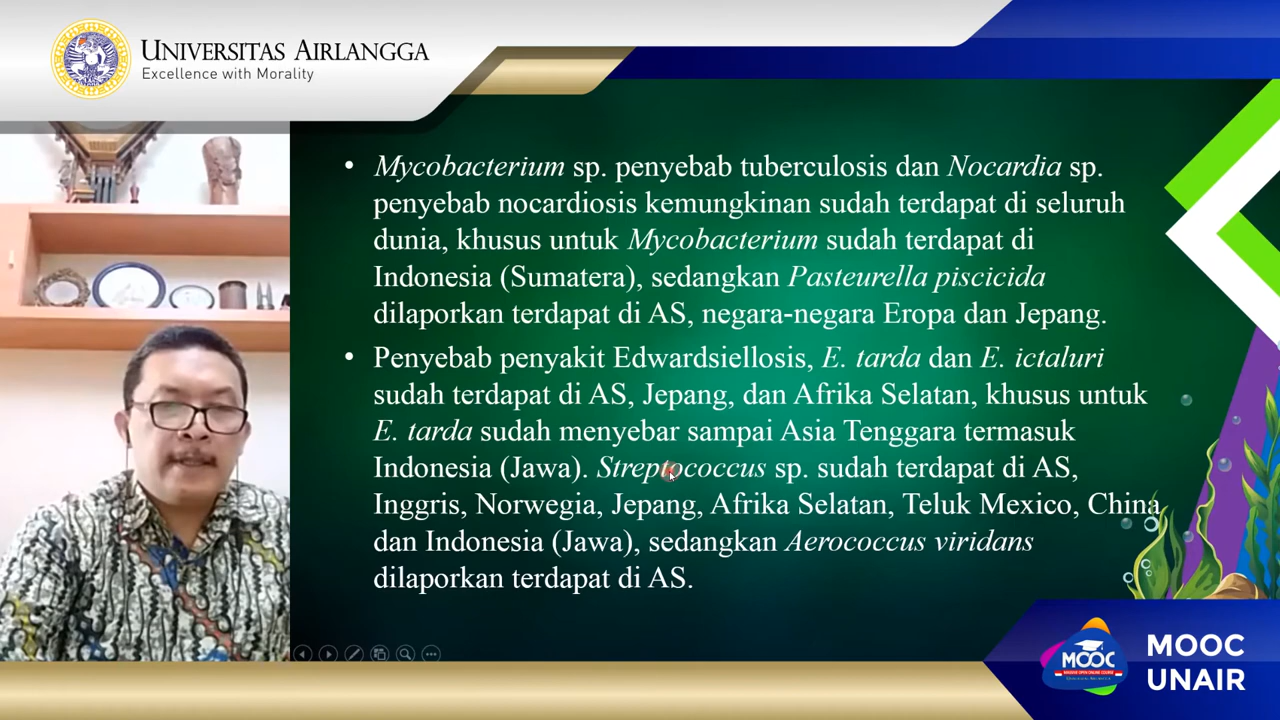 UNIVERSITAS AIRLANGGA
Excellence with Morality
• Mycobacterium sp. penyebab tuberculosis dan Nocardia sp.
penyebab nocardiosis kemungkinan sudah terdapat di seluruh
dunia, khusus untuk Mycobacterium sudah terdapat di
Indonesia (Sumatera), sedangkan Pasteurella piscicida
dilaporkan terdapat di AS, negara-negara Eropa dan Jepang.
• Penyebab penyakit Edwardsiellosis, E. tarda dan E. ictaluri
sudah terdapat di AS, Jepang, dan Afrika Selatan, khusus untuk
E. tarda sudah menyebar sampai Asia Tenggara termasuk
Indonesia (Jawa). Streptococcus sp. sudah terdapat di AS,
Inggris, Norwegia, Jepang, Afrika Selatan, Teluk Mexico, China
dan Indonesia (Jawa), sedangkan Aerococcus viridans
dilaporkan terdapat di AS.
MOOC
MOOC
UNAIR